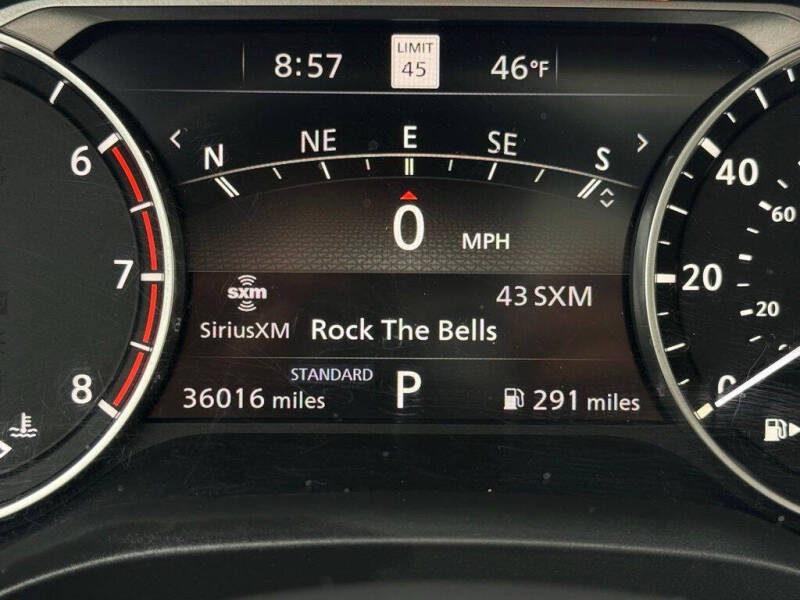 8:57
LIMIT
45
46°F
N NE E SE S
0 MPH
sxm
43 SXM
SiriusXM Rock The Bells
STANDARD
36016 miles
P
291 miles
6
7
8
40
60
20
20
0